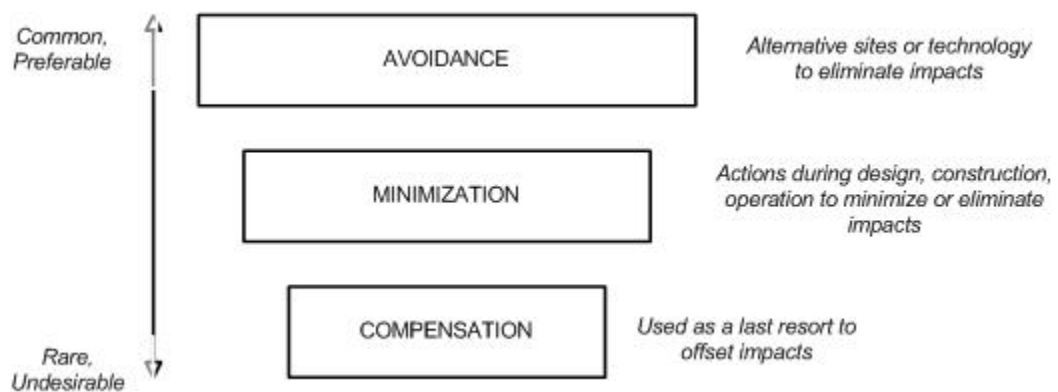 Common,
Preferable
AVOIDANCE
Alternative sites or technology
to eliminate impacts
MINIMIZATION
Actions during design, construction,
operation to minimize or eliminate
impacts
COMPENSATION
Used as a last resort to
offset impacts
Rare,
Undesirable